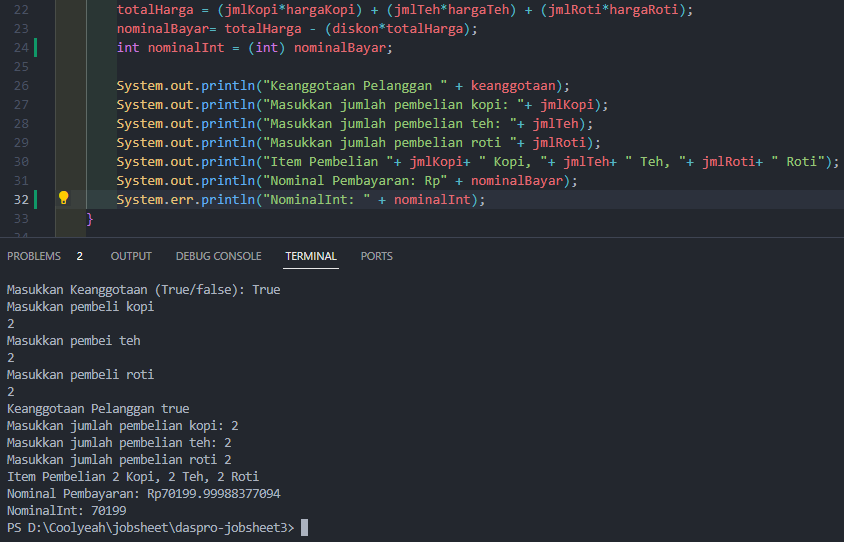 22 totalHarga = (jmlKopi*hargaKopi) + (jmlTeh*hargaTeh) + (jmlRoti*hargaRoti);
23 nominalBayar= totalHarga - (diskon*totalHarga);
24 int nominalInt = (int) nominalBayar;
25
26 System.out.println("Keanggotaan Pelanggan " + keanggotaan);
27 System.out.println("Masukkan jumlah pembelian kopi: "+ jmlKopi);
28 System.out.println("Masukkan jumlah pembelian teh: "+ jmlTeh);
29 System.out.println("Masukkan jumlah pembelian roti "+ jmlRoti);
30 System.out.println("Item Pembelian "+ jmlKopi+ " Kopi, "+ jmlTeh+ " Teh, "+ jmlRoti+ " Roti");
31 System.out.println("Nominal Pembayaran: Rp" + nominalBayar);
32 System.err.println("NominalInt: " + nominalInt);
33 }
34
PROBLEMS 2 OUTPUT DEBUG CONSOLE TERMINAL PORTS
Masukkan Keanggotaan (True/false): True
Masukkan pembeli kopi
2
Masukkan pembei teh
2
Masukkan pembeli roti
2
Keanggotaan Pelanggan true
Masukkan jumlah pembelian kopi: 2
Masukkan jumlah pembelian teh: 2
Masukkan jumlah pembelian roti 2
Item Pembelian 2 Kopi, 2 Teh, 2 Roti
Nominal Pembayaran: Rp70199.99988377094
NominalInt: 70199
PS D:\Coolyeah\jobsheet\daspro-jobsheet3>